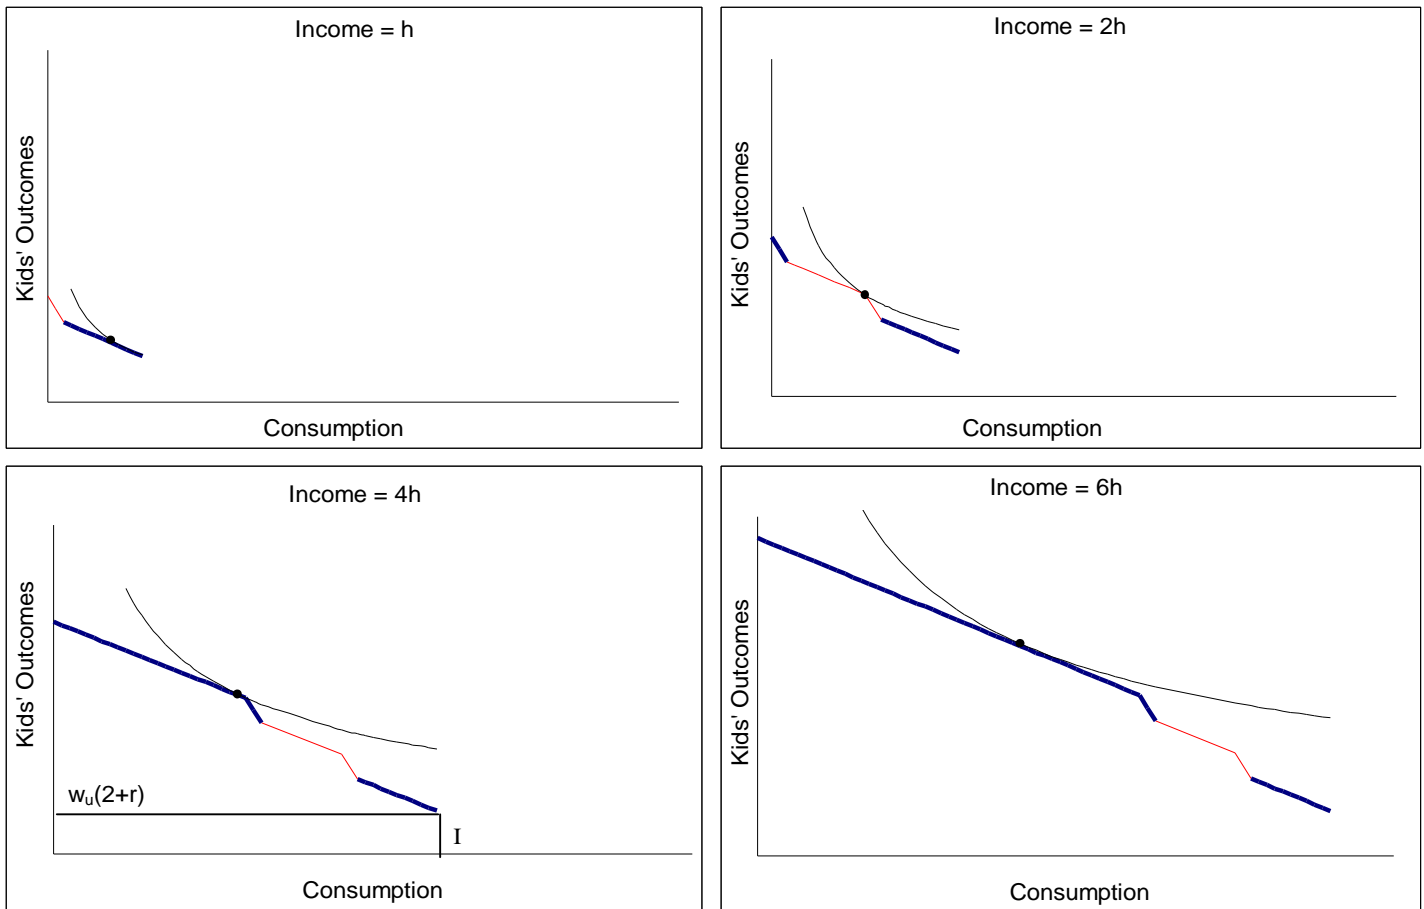 Income = h
Kids' Outcomes
Consumption
Income = 2h
Kids' Outcomes
Consumption
Income = 4h
Kids' Outcomes
wu(2+r)
I
Consumption
Income = 6h
Kids' Outcomes
Consumption